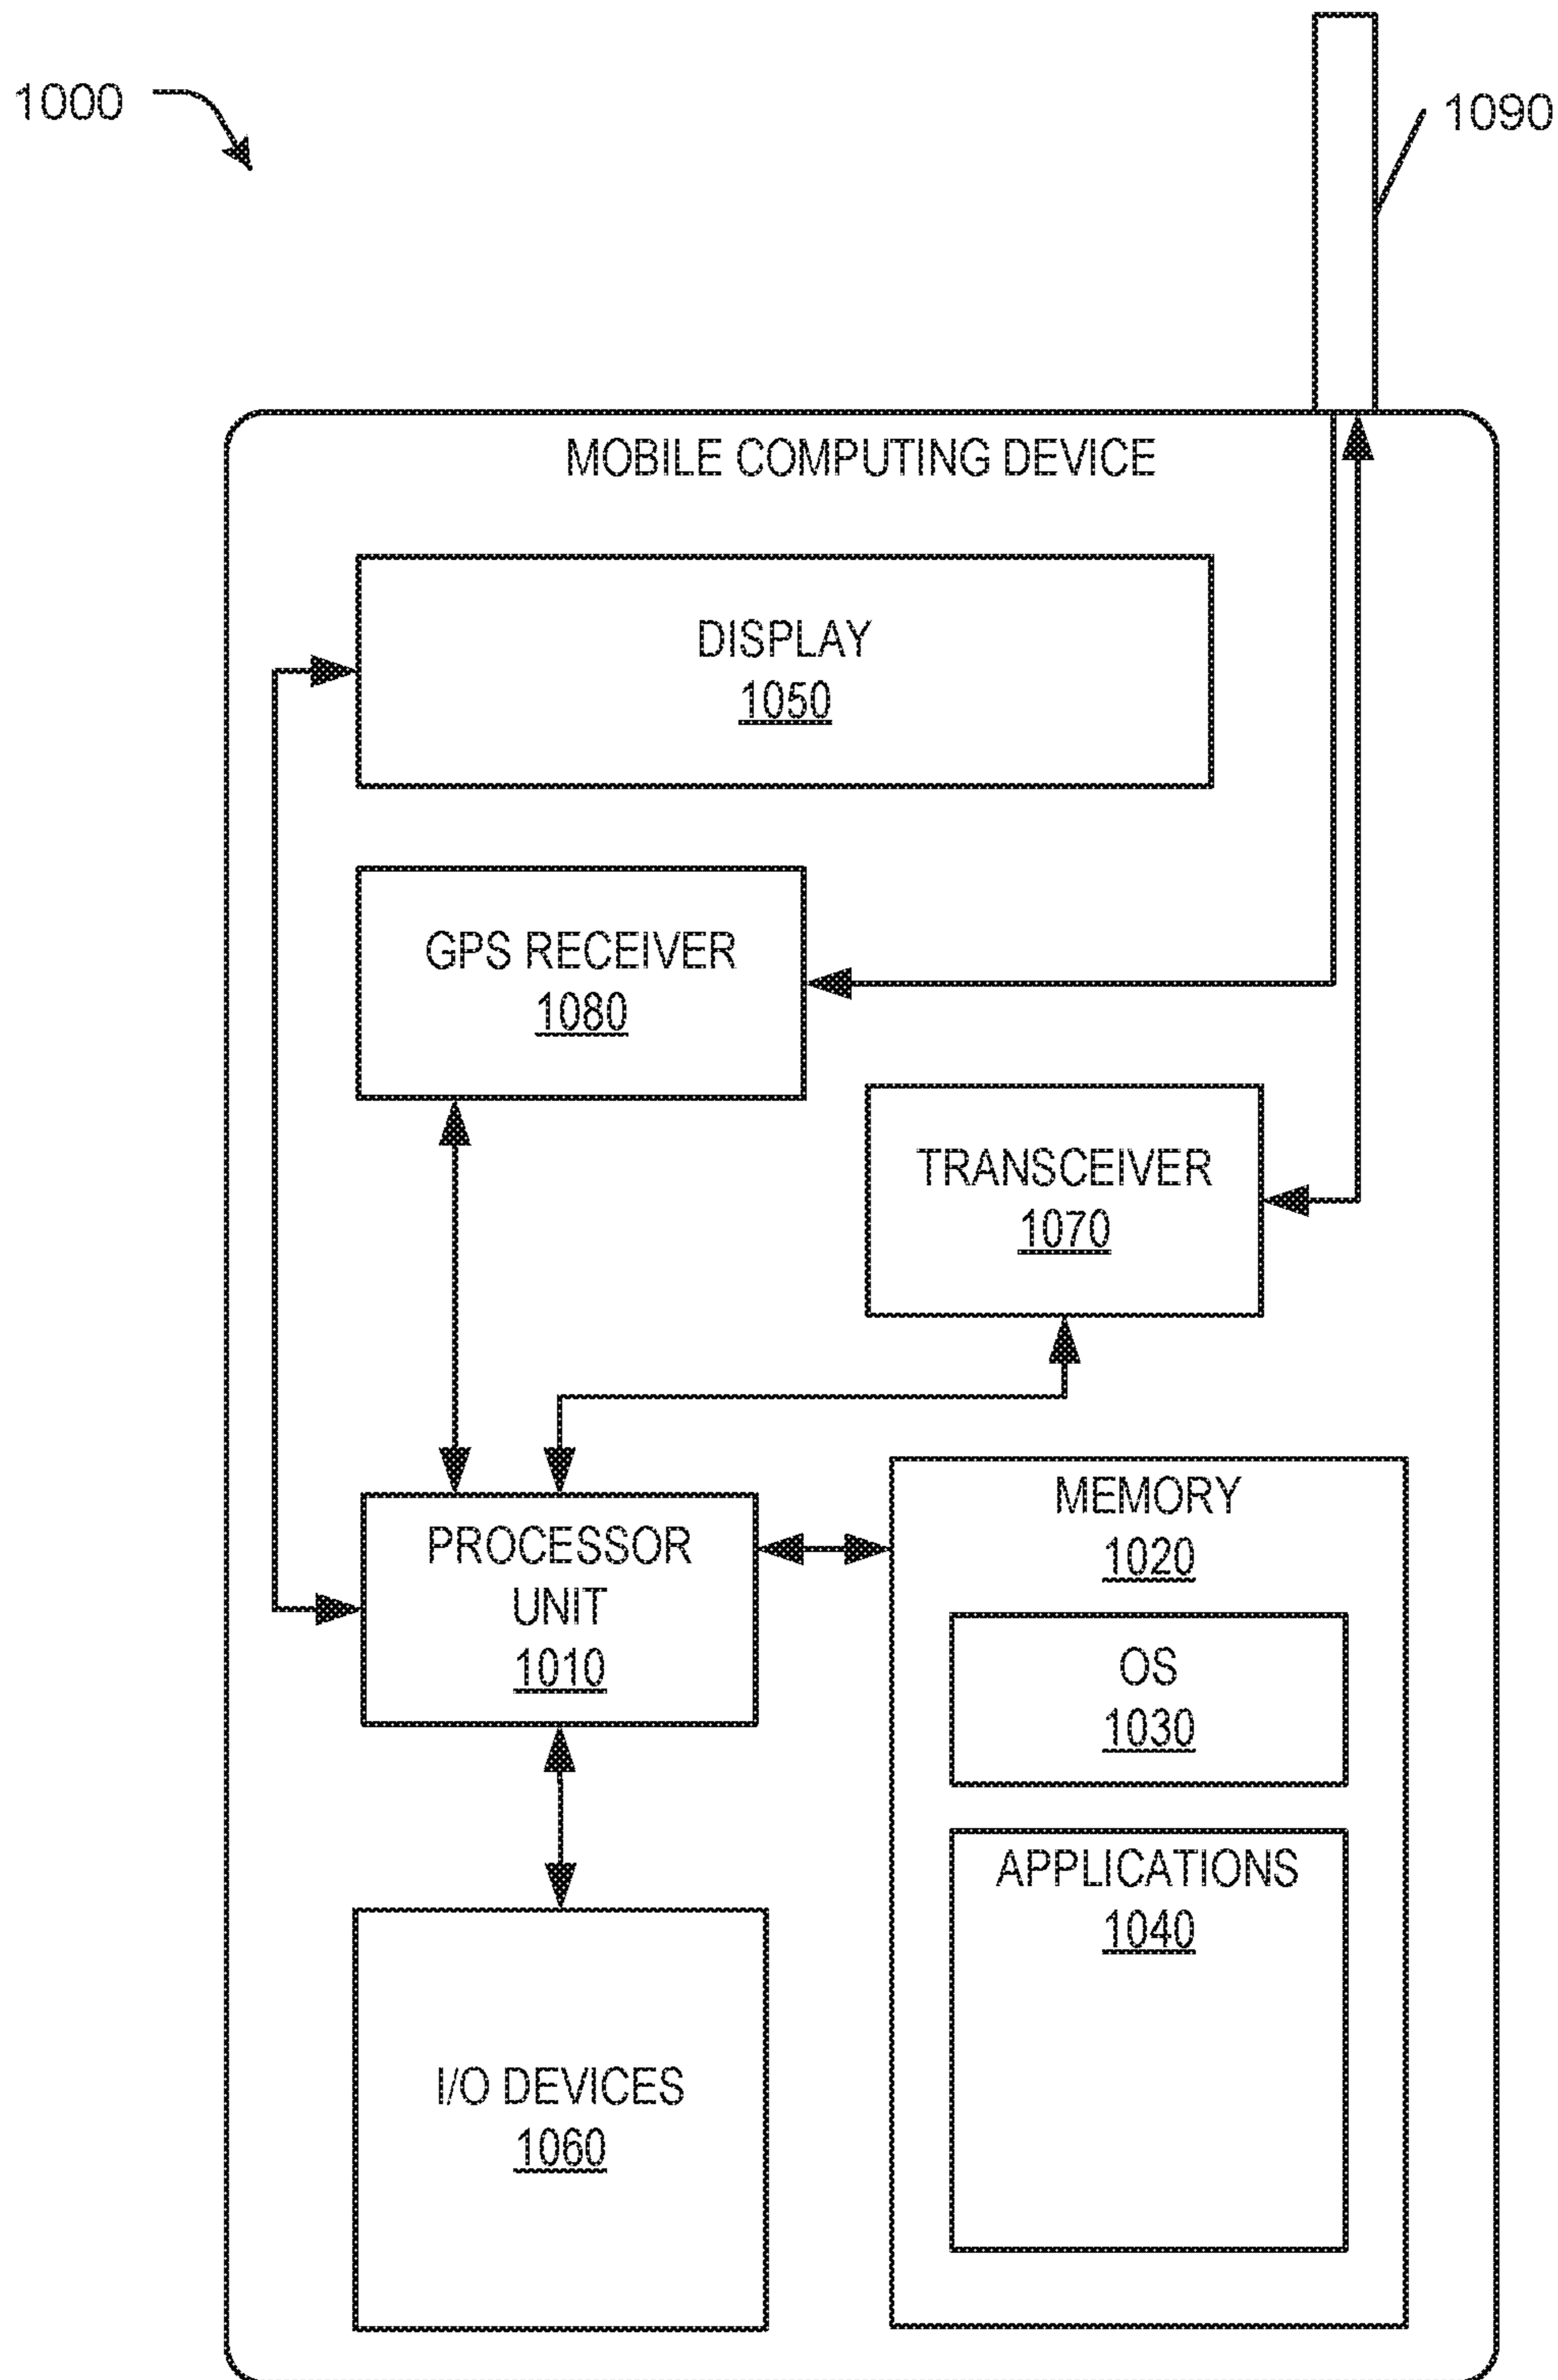 1000
1090
MOBILE COMPUTING DEVICE
DISPLAY
1050
GPS RECEIVER
1080
TRANSCEIVER
1070
PROCESSOR
UNIT
1010
MEMORY
1020
OS
1030
APPLICATIONS
1040
I/O DEVICES
1060